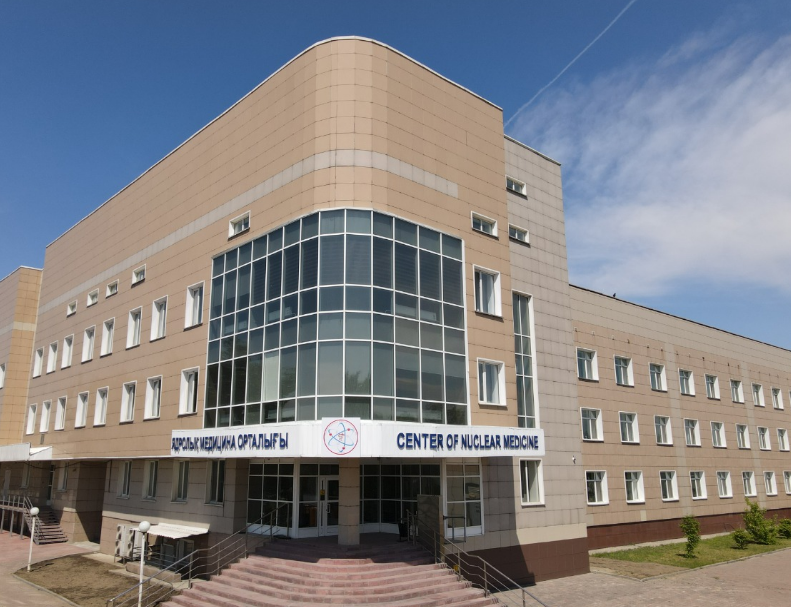 ЯДРОЛЫҚ МЕДИЦИНА ОРТАЛЫҒЫ
CENTER OF NUCLEAR MEDICINE